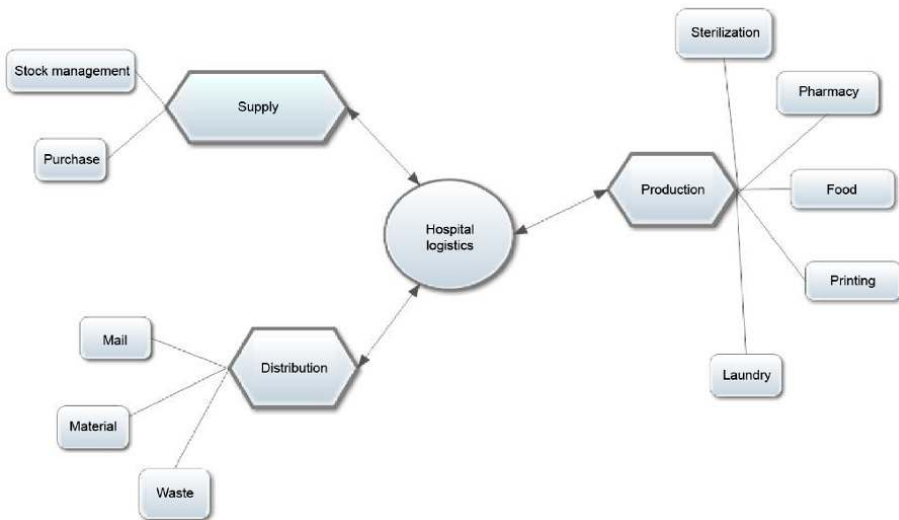 Sterilization
Stock management
Supply
Pharmacy
Purchase
Production
Food
Hospital
logistics
Printing
Mail
Distribution
Laundry
Material
Waste